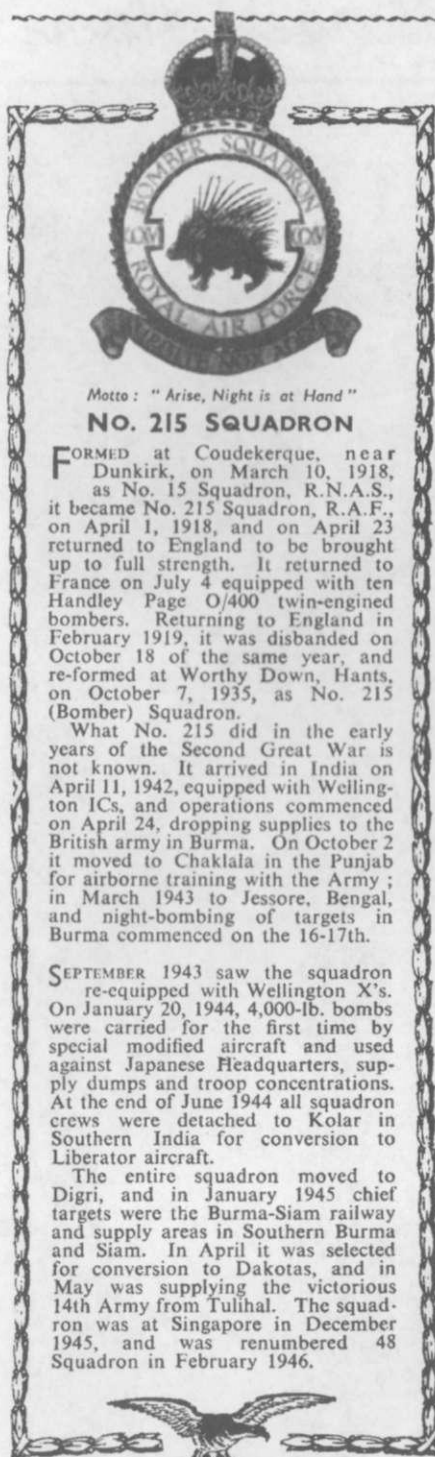 BOMBER SQUADRON
CCXV CCXV
ROYAL AIR FORCE
SURGITE NOX ADEST
Motto : " Arise, Night is at Hand "
No. 215 SQUADRON
FORMED at Coudekerque, near
Dunkirk, on March 10, 1918,
as No. 15 Squadron, R.N.A.S.,
it became No. 215 Squadron, R.A.F.,
on April 1, 1918, and on April 23
returned to England to be brought
up to full strength. It returned to
France on July 4 equipped with ten
Handley Page O/400 twin-engined
bombers. Returning to England in
February 1919, it was disbanded on
October 18 of the same year, and
re-formed at Worthy Down, Hants,
on October 7, 1935, as No. 215
(Bomber) Squadron.
What No. 215 did in the early
years of the Second Great War is
not known. It arrived in India on
April 11, 1942, equipped with Welling-
ton ICs, and operations commenced
on April 24, dropping supplies to the
British army in Burma. On October 2
it moved to Chaklala in the Punjab
for airborne training with the Army ;
in March 1943 to Jessore, Bengal,
and night-bombing of targets in
Burma commenced on the 16-17th.
SEPTEMBER 1943 saw the squadron
re-equipped with Wellington X's.
On January 20, 1944, 4,000-lb. bombs
were carried for the first time by
special modified aircraft and used
against Japanese Headquarters, sup-
ply dumps and troop concentrations.
At the end of June 1944 all squadron
crews were detached to Kolar in
Southern India for conversion to
Liberator aircraft.
The entire squadron moved to
Digri, and in January 1945 chief
targets were the Burma-Siam railway
and supply areas in Southern Burma
and Siam. In April it was selected
for conversion to Dakotas, and in
May was supplying the victorious
14th Army from Tulihal. The squad-
ron was at Singapore in December
1945, and was renumbered 48
Squadron in February 1946.